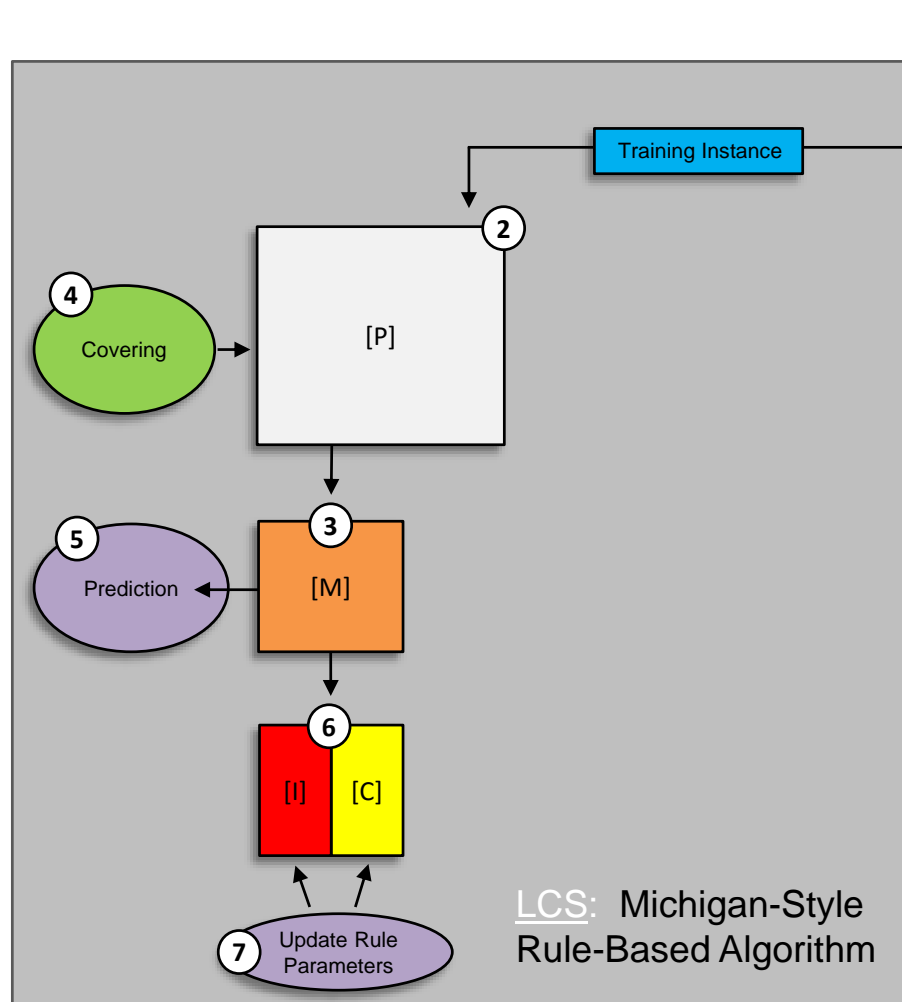 Training Instance
2
4
Covering
[P]
3
5
Prediction
[M]
6
[I]
[C]
LCS: Michigan-Style
Rule-Based Algorithm
7
Update Rule
Parameters